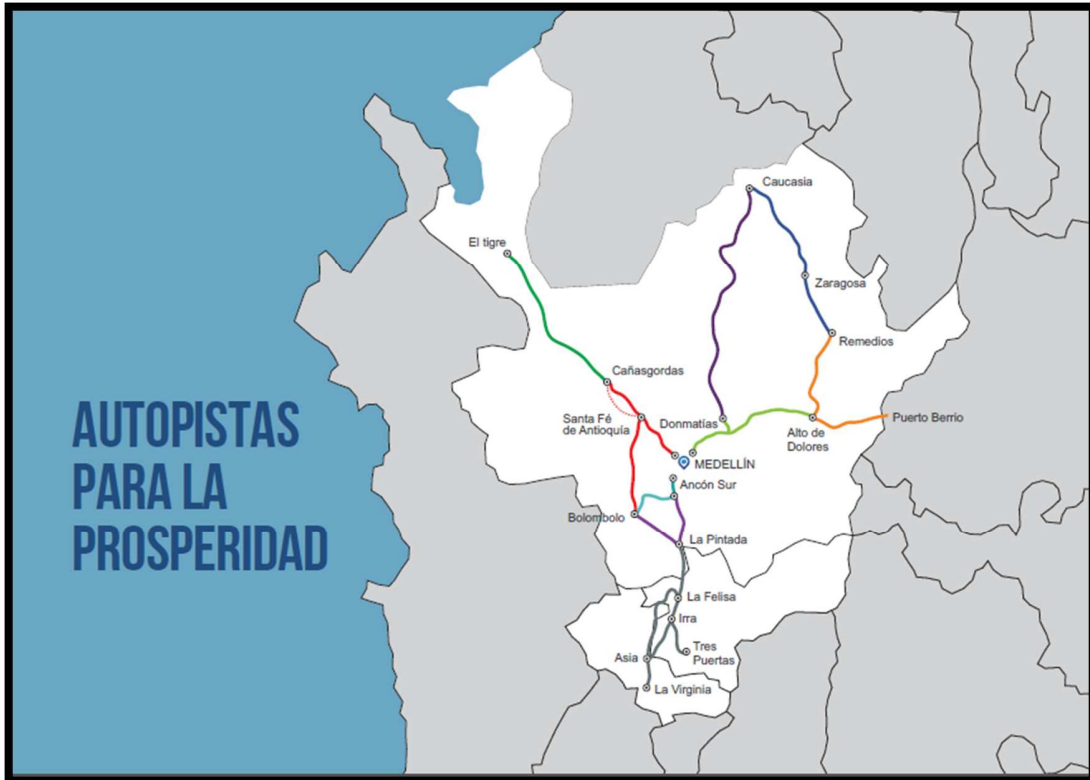 Caucasia
El tigre
Zaragosa
Remedios
Cañasgordas
Santa Fé
de Antioquía
Donmatías
Alto de
Dolores
Puerto Berrio
MEDELLÍN
Ancón Sur
Bolombolo
La Pintada
La Felisa
Irra
Tres
Puertas
Asia
La Virginia
AUTOPISTAS
PARA LA
PROSPERIDAD